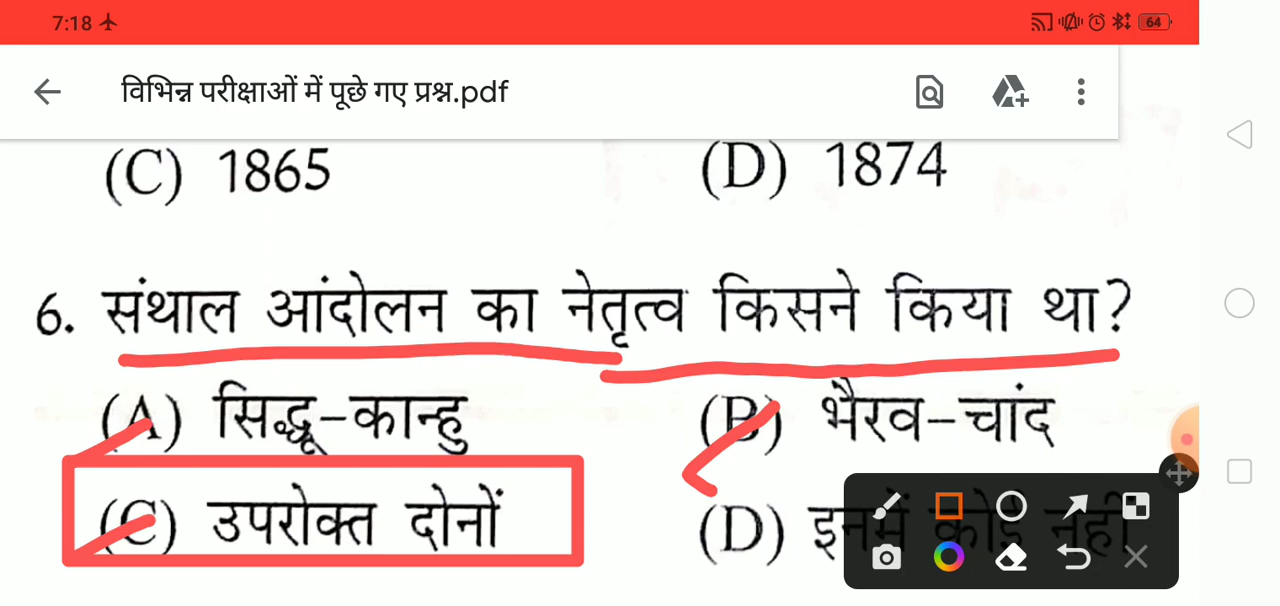 7:18
64
विभिन्न परीक्षाओं में पूछे गए प्रश्न.pdf
(C) 1865 (D) 1874
6. संथाल आंदोलन का नेतृत्व किसने किया था?
(A) सिद्धू-कान्हु (B) भैरव-चांद
(C) उपरोक्त दोनों (D) इनमें कोई नहीं